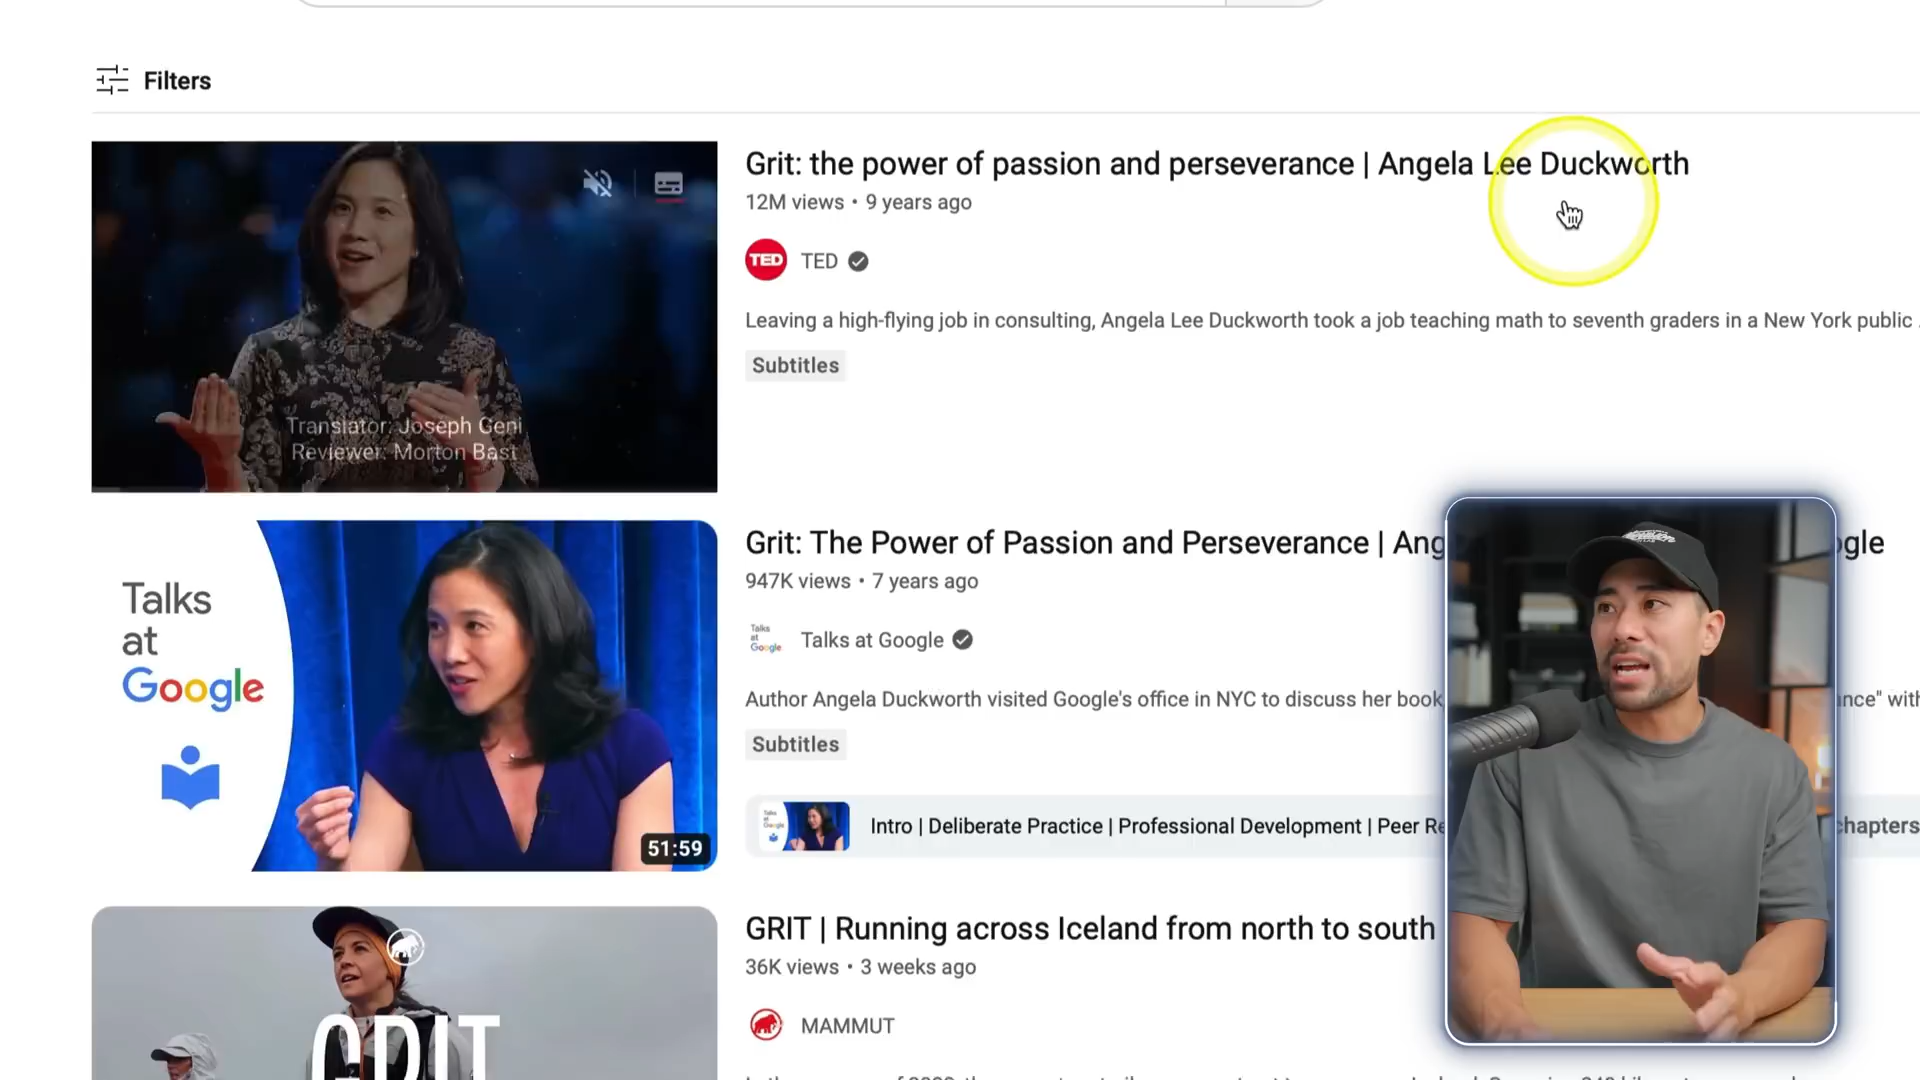 Filters
Grit: the power of passion and perseverance | Angela Lee Duckworth
12M views • 9 years ago
TED
TED
Leaving a high-flying job in consulting, Angela Lee Duckworth took a job teaching math to seventh graders in a New York public
Subtitles
Translator: Joseph Geni
Reviewer: Morton Bast
Talks
at
Google
51:59
Grit: The Power of Passion and Perseverance | Ang
ogle
947K views • 7 years ago
Talks
at
Google
Talks at Google
Author Angela Duckworth visited Google's office in NYC to discuss her book
nce" with
Subtitles
Intro | Deliberate Practice | Professional Development | Peer Re
chapters
GRIT
GRIT | Running across Iceland from north to south
36K views • 3 weeks ago
MAMMUT